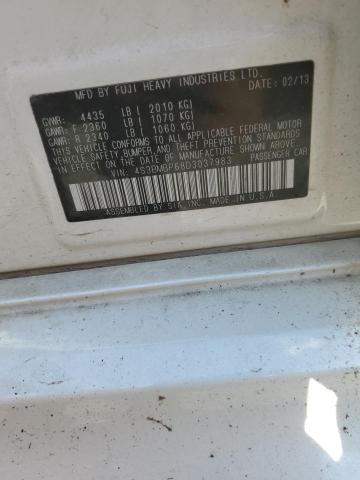 MFD BY FUJI HEAVY INDUSTRIES LTD.
DATE: 02/13
GVWR: 4435 LB [ 2010 KG]
GAWR: F 2360 LB [ 1070 KG]
GAWR: R 2340 LB [ 1060 KG]
THIS VEHICLE CONFORMS TO ALL APPLICABLE FEDERAL MOTOR
VEHICLE SAFETY, BUMPER, AND THEFT PREVENTION STANDARDS
IN EFFECT ON THE DATE OF MANUFACTURE SHOWN ABOVE.
VIN: 4S3BMBP68D3037983 PASSENGER CAR
ASSEMBLED BY SIA, INC. MADE IN U.S.A.